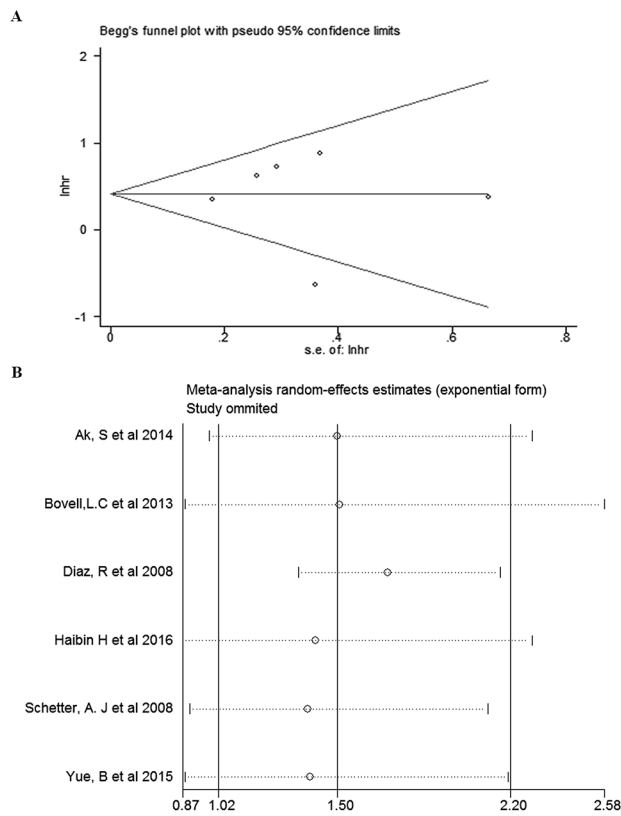 A
Begg's funnel plot with pseudo 95% confidence limits
2
1
0
-1
lnhr
0
.2
.4
.6
.8
s.e. of: lnhr
B
Meta-analysis random-effects estimates (exponential form)
Study ommited
Ak, S et al 2014
Bovell,L.C et al 2013
Diaz, R et al 2008
Haibin H et al 2016
Schetter, A. J et al 2008
Yue, B et al 2015
0.87 1.02 1.50 2.20 2.58